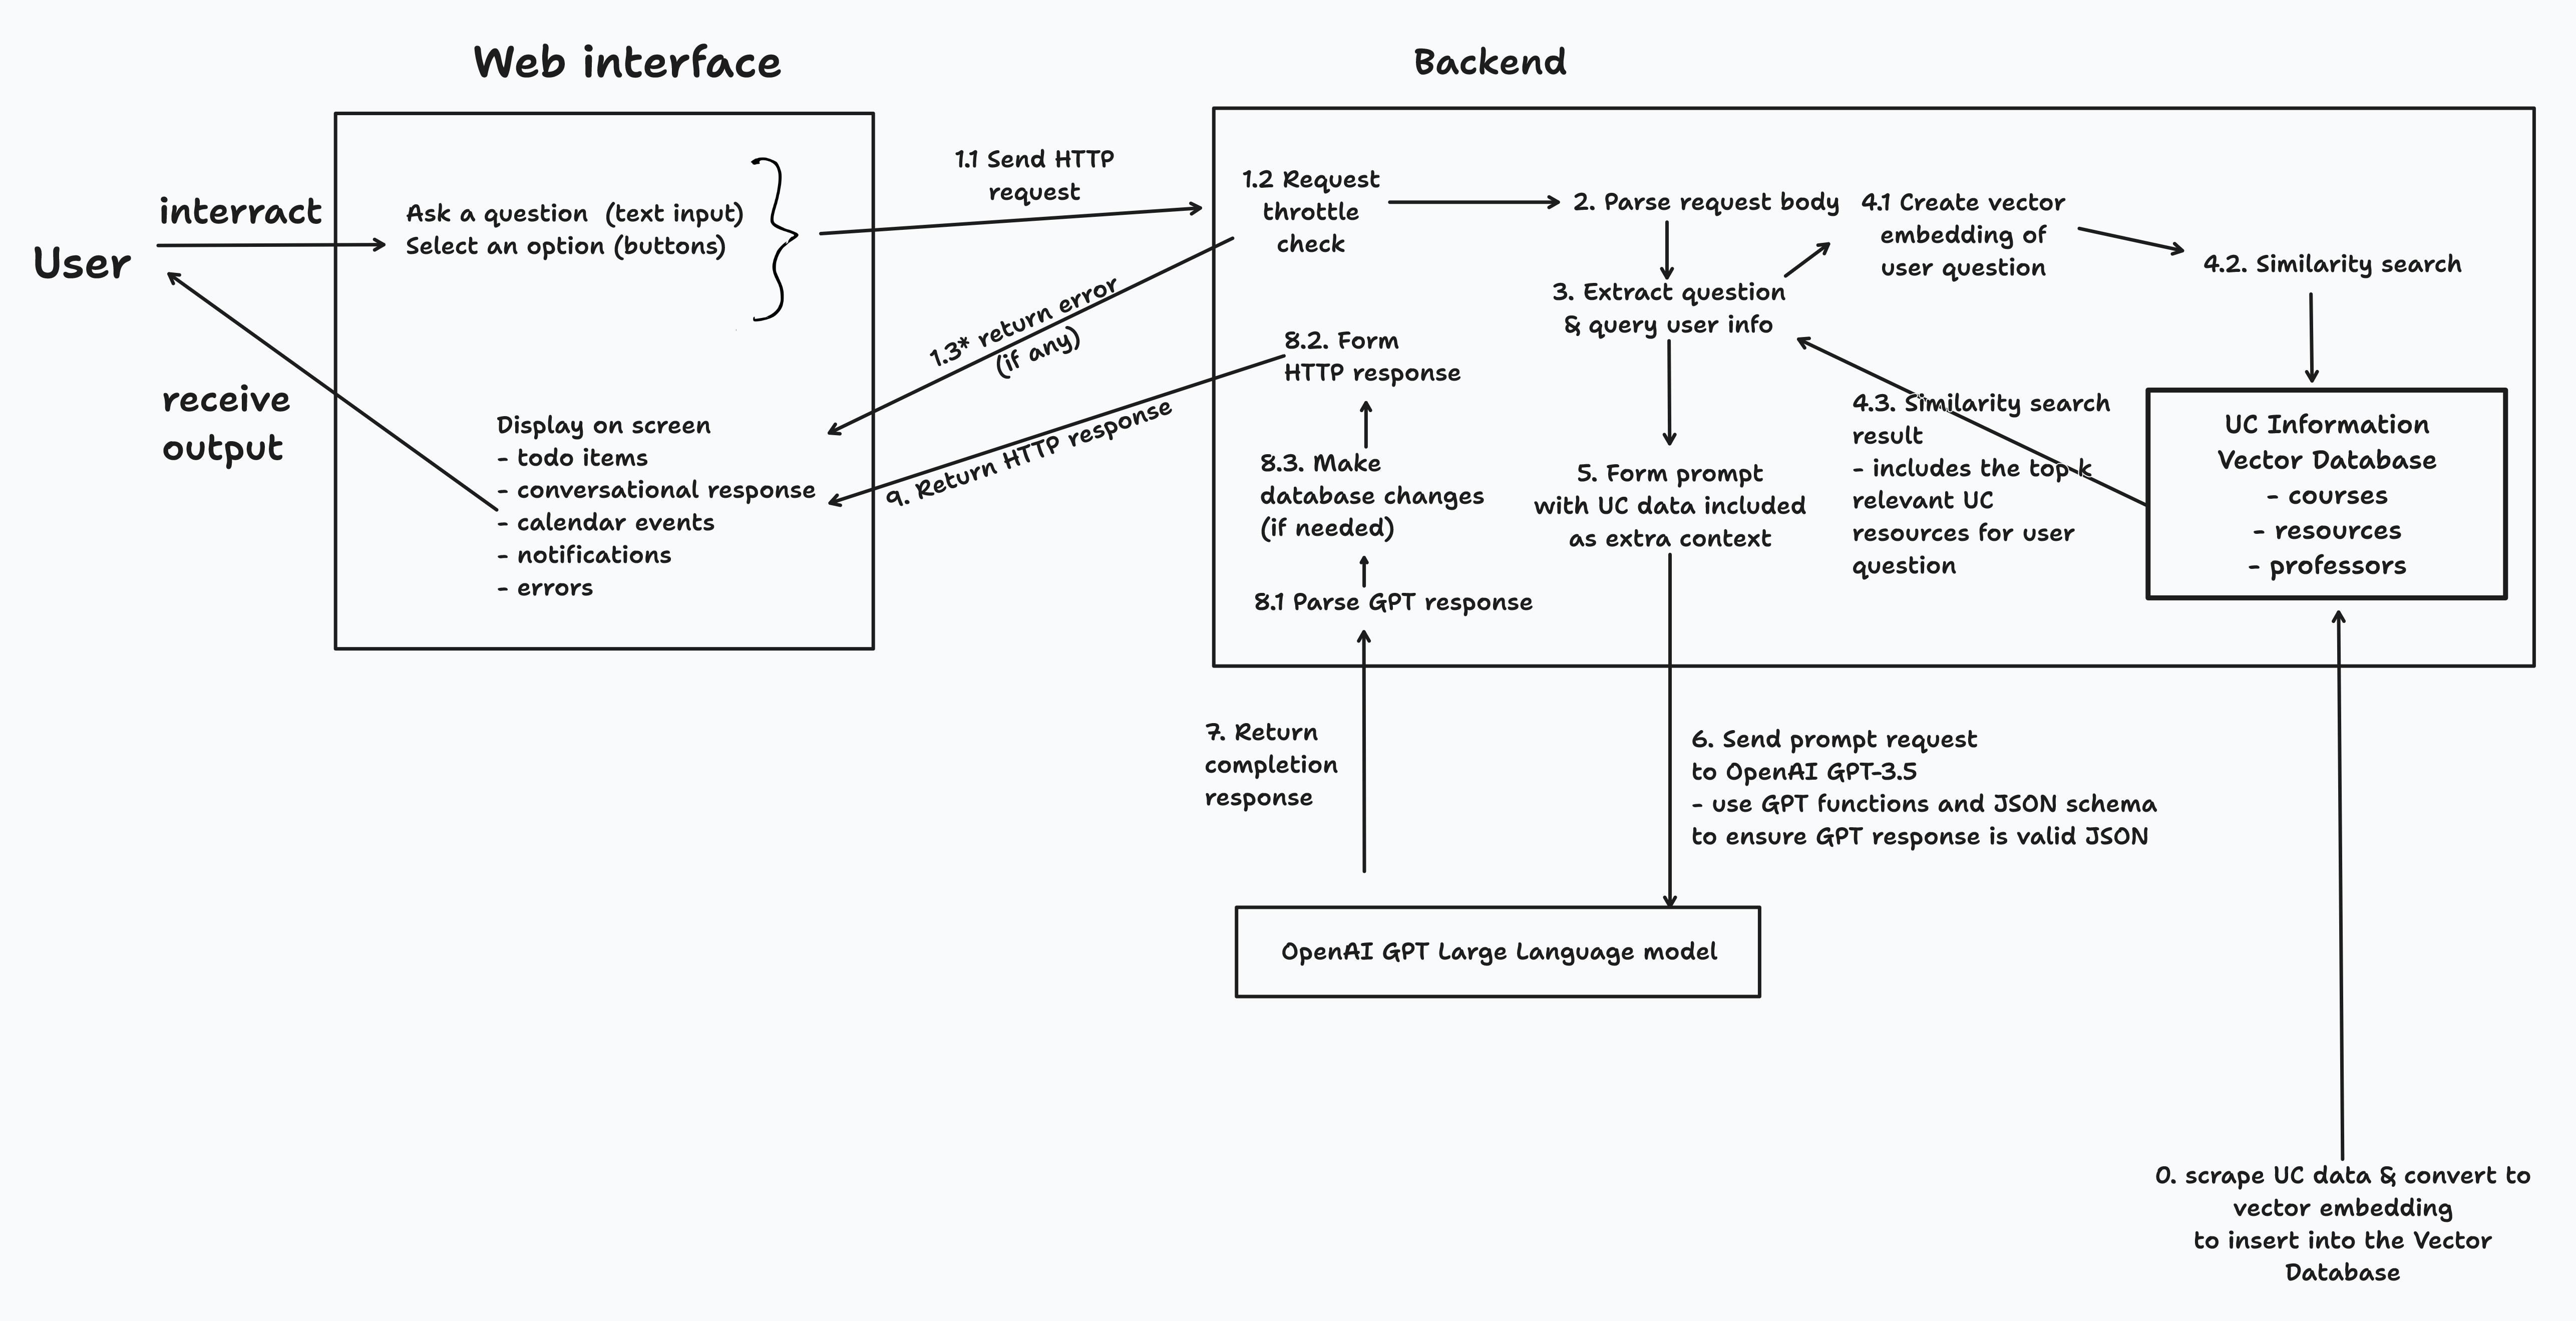 Web interface
Backend
User
interract
receive
output
Ask a question (text input)
Select an option (buttons)
Display on screen
- todo items
- conversational response
- calendar events
- notifications
- errors
1.1 Send HTTP
request
1.3* return error
(if any)
9. Return HTTP response
1.2 Request
throttle
check
2. Parse request body
3. Extract question
& query user info
4.1 Create vector
embedding of
user question
4.2. Similarity search
4.3. Similarity search
result
- includes the top k
relevant UC
resources for user
question
UC Information
Vector Database
- courses
- resources
- professors
5. Form prompt
with UC data included
as extra context
8.2. Form
HTTP response
8.3. Make
database changes
(if needed)
8.1 Parse GPT response
7. Return
completion
response
6. Send prompt request
to OpenAI GPT-3.5
- use GPT functions and JSON schema
to ensure GPT response is valid JSON
OpenAI GPT Large Language model
0. scrape UC data & convert to
vector embedding
to insert into the Vector
Database